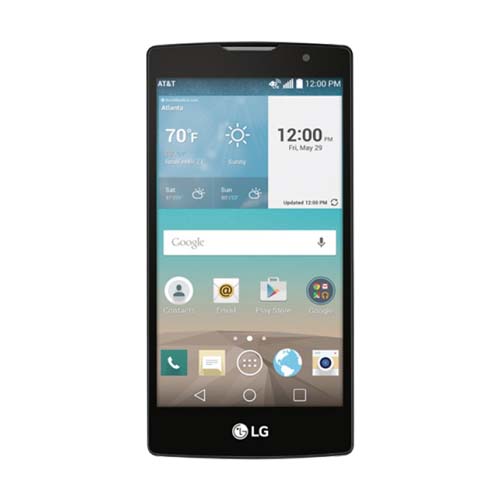 AT&T 12:00 PM
Atlanta
70°F
Sunny
12:00 PM
Fri, May 29
Sat
Sun
Updated 12:00 PM
Google
Contacts
Email
Play Store
Google
LG